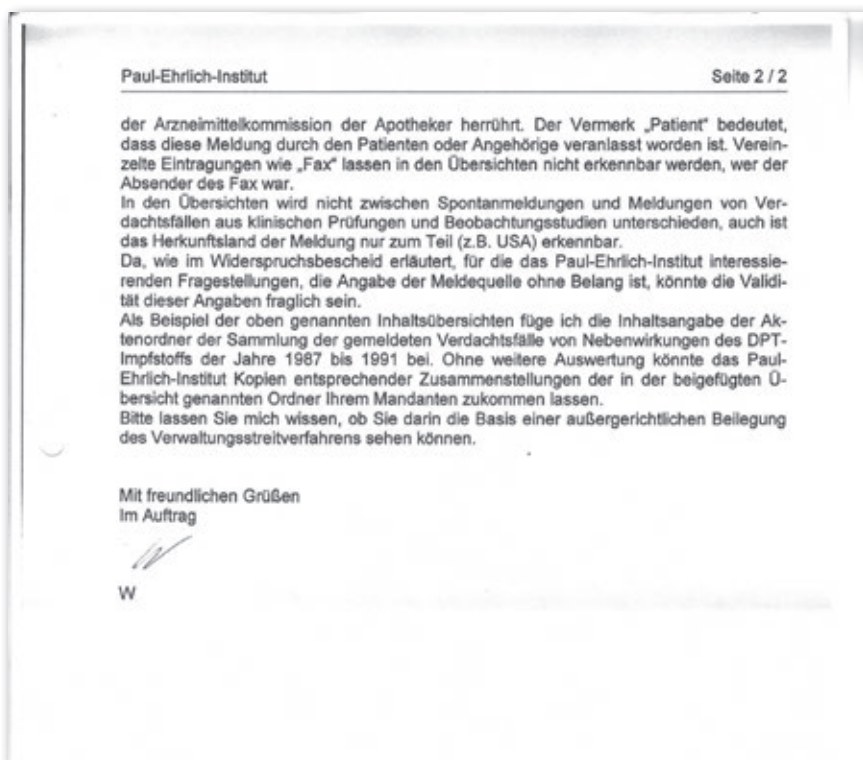 Paul-Ehrlich-Institut Seite 2 / 2
der Arzneimittelkommission der Apotheker herrührt. Der Vermerk „Patient" bedeutet,
dass diese Meldung durch den Patienten oder Angehörige veranlasst worden ist. Verein-
zelte Eintragungen wie „Fax" lassen in den Übersichten nicht erkennbar werden, wer der
Absender des Fax war.
In den Übersichten wird nicht zwischen Spontanmeldungen und Meldungen von Ver-
dachtsfällen aus klinischen Prüfungen und Beobachtungsstudien unterschieden, auch ist
das Herkunftsland der Meldung nur zum Teil (z.B. USA) erkennbar.
Da, wie im Widerspruchsbescheid erläutert, für die das Paul-Ehrlich-Institut interessie-
renden Fragestellungen, die Angabe der Meldequelle ohne Belang ist, könnte die Validi-
tät dieser Angaben fraglich sein.
Als Beispiel der oben genannten Inhaltsübersichten füge ich die Inhaltsangabe der Ak-
tenordner der Sammlung der gemeldeten Verdachtsfälle von Nebenwirkungen des DPT-
Impfstoffs der Jahre 1987 bis 1991 bei. Ohne weitere Auswertung könnte das Paul-
Ehrlich-Institut Kopien entsprechender Zusammenstellungen der in der beigefügten Ü-
bersicht genannten Ordner Ihrem Mandanten zukommen lassen.
Bitte lassen Sie mich wissen, ob Sie darin die Basis einer außergerichtlichen Beilegung
des Verwaltungsstreitverfahrens sehen können.
Mit freundlichen Grüßen
Im Auftrag
W